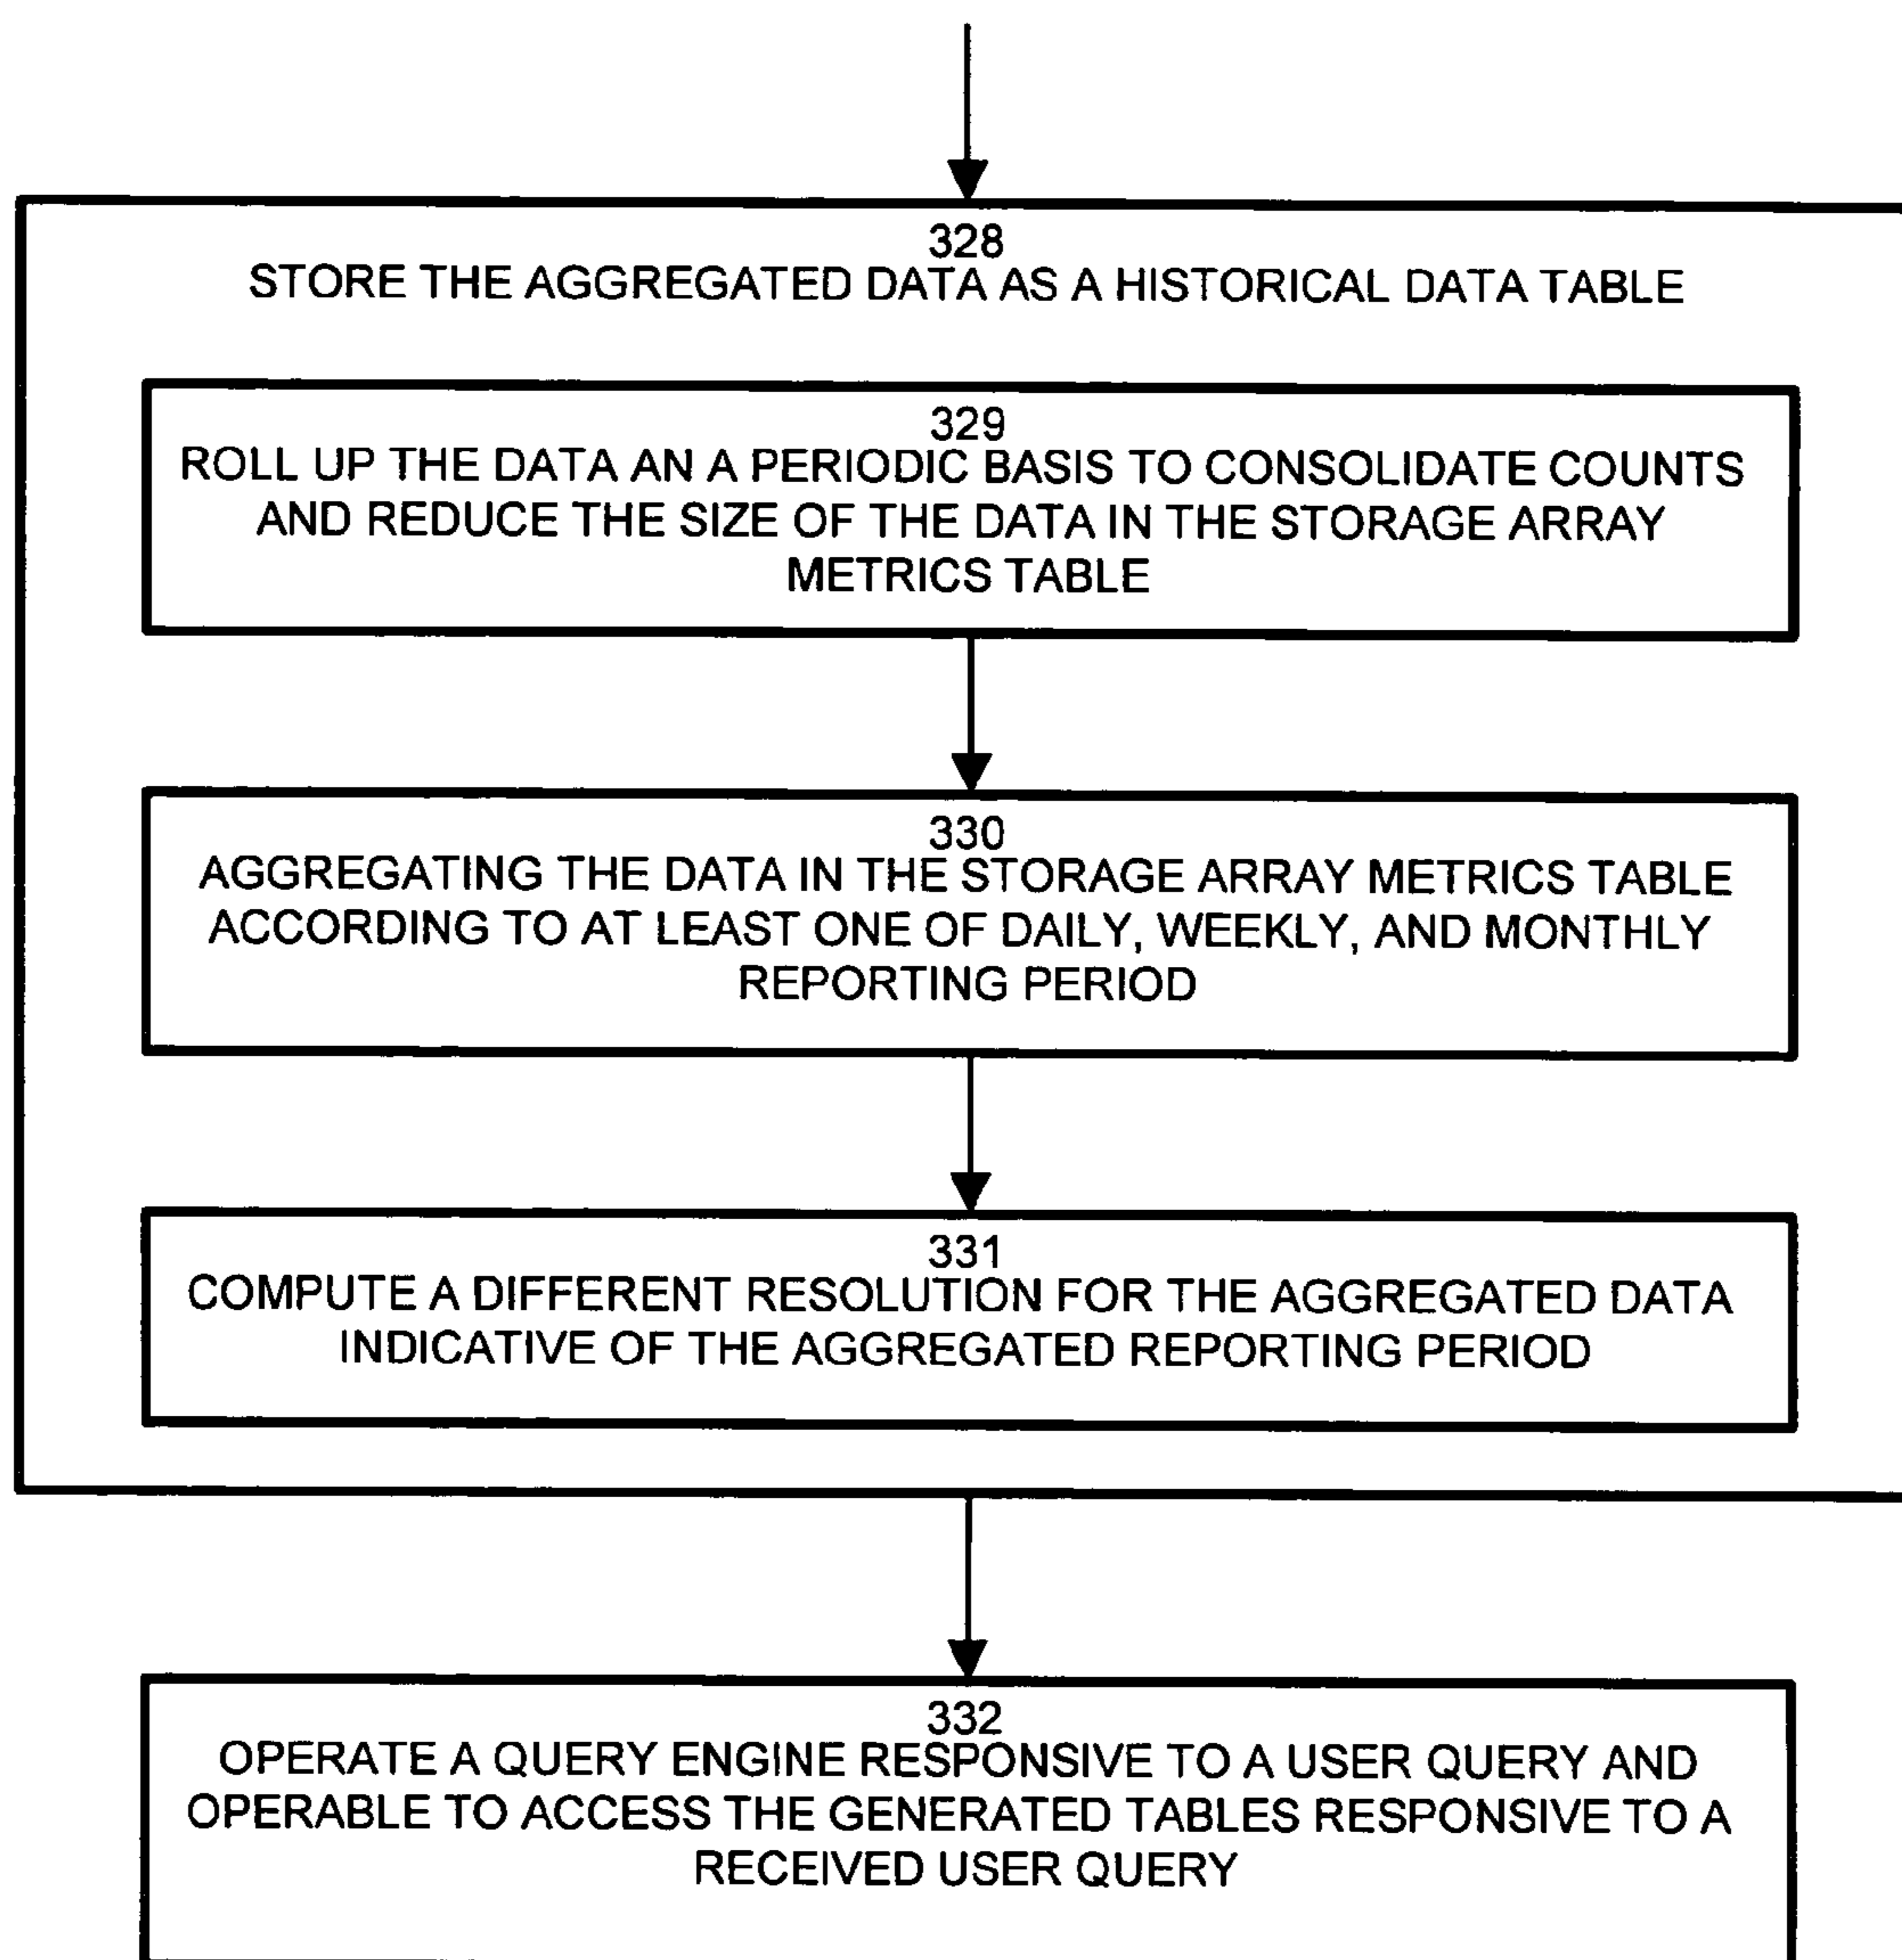 328
STORE THE AGGREGATED DATA AS A HISTORICAL DATA TABLE
329
ROLL UP THE DATA AN A PERIODIC BASIS TO CONSOLIDATE COUNTS
AND REDUCE THE SIZE OF THE DATA IN THE STORAGE ARRAY
METRICS TABLE
330
AGGREGATING THE DATA IN THE STORAGE ARRAY METRICS TABLE
ACCORDING TO AT LEAST ONE OF DAILY, WEEKLY, AND MONTHLY
REPORTING PERIOD
331
COMPUTE A DIFFERENT RESOLUTION FOR THE AGGREGATED DATA
INDICATIVE OF THE AGGREGATED REPORTING PERIOD
332
OPERATE A QUERY ENGINE RESPONSIVE TO A USER QUERY AND
OPERABLE TO ACCESS THE GENERATED TABLES RESPONSIVE TO A
RECEIVED USER QUERY